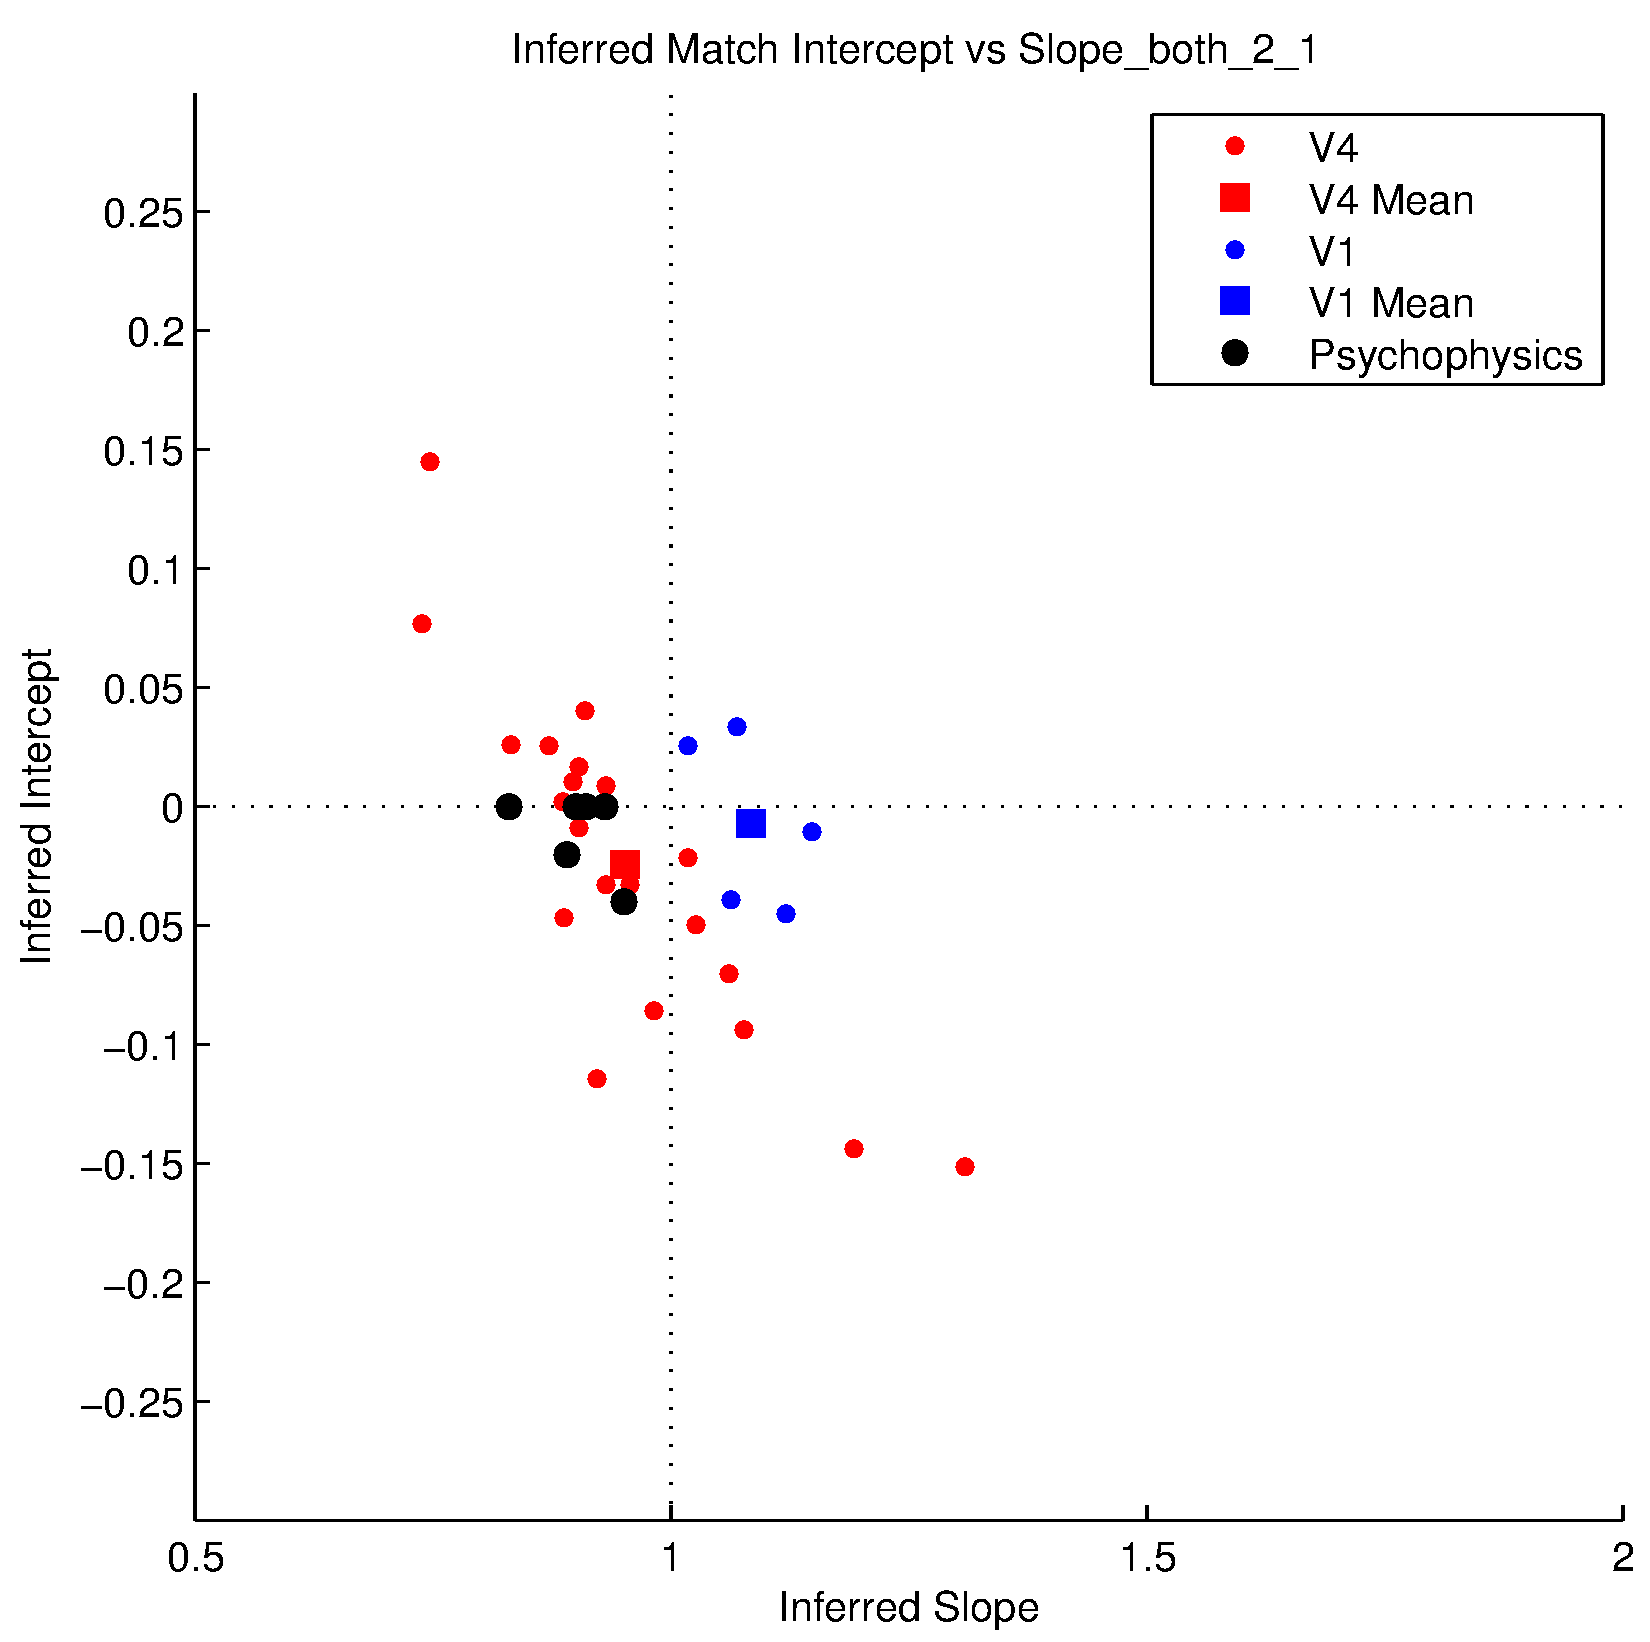 Inferred Match Intercept vs Slope_both_2_1
V4
V4 Mean
V1
V1 Mean
Psychophysics
0.25
0.2
0.15
0.1
0.05
0
−0.05
−0.1
−0.15
−0.2
−0.25
Inferred Intercept
0.5 1 1.5 2
Inferred Slope